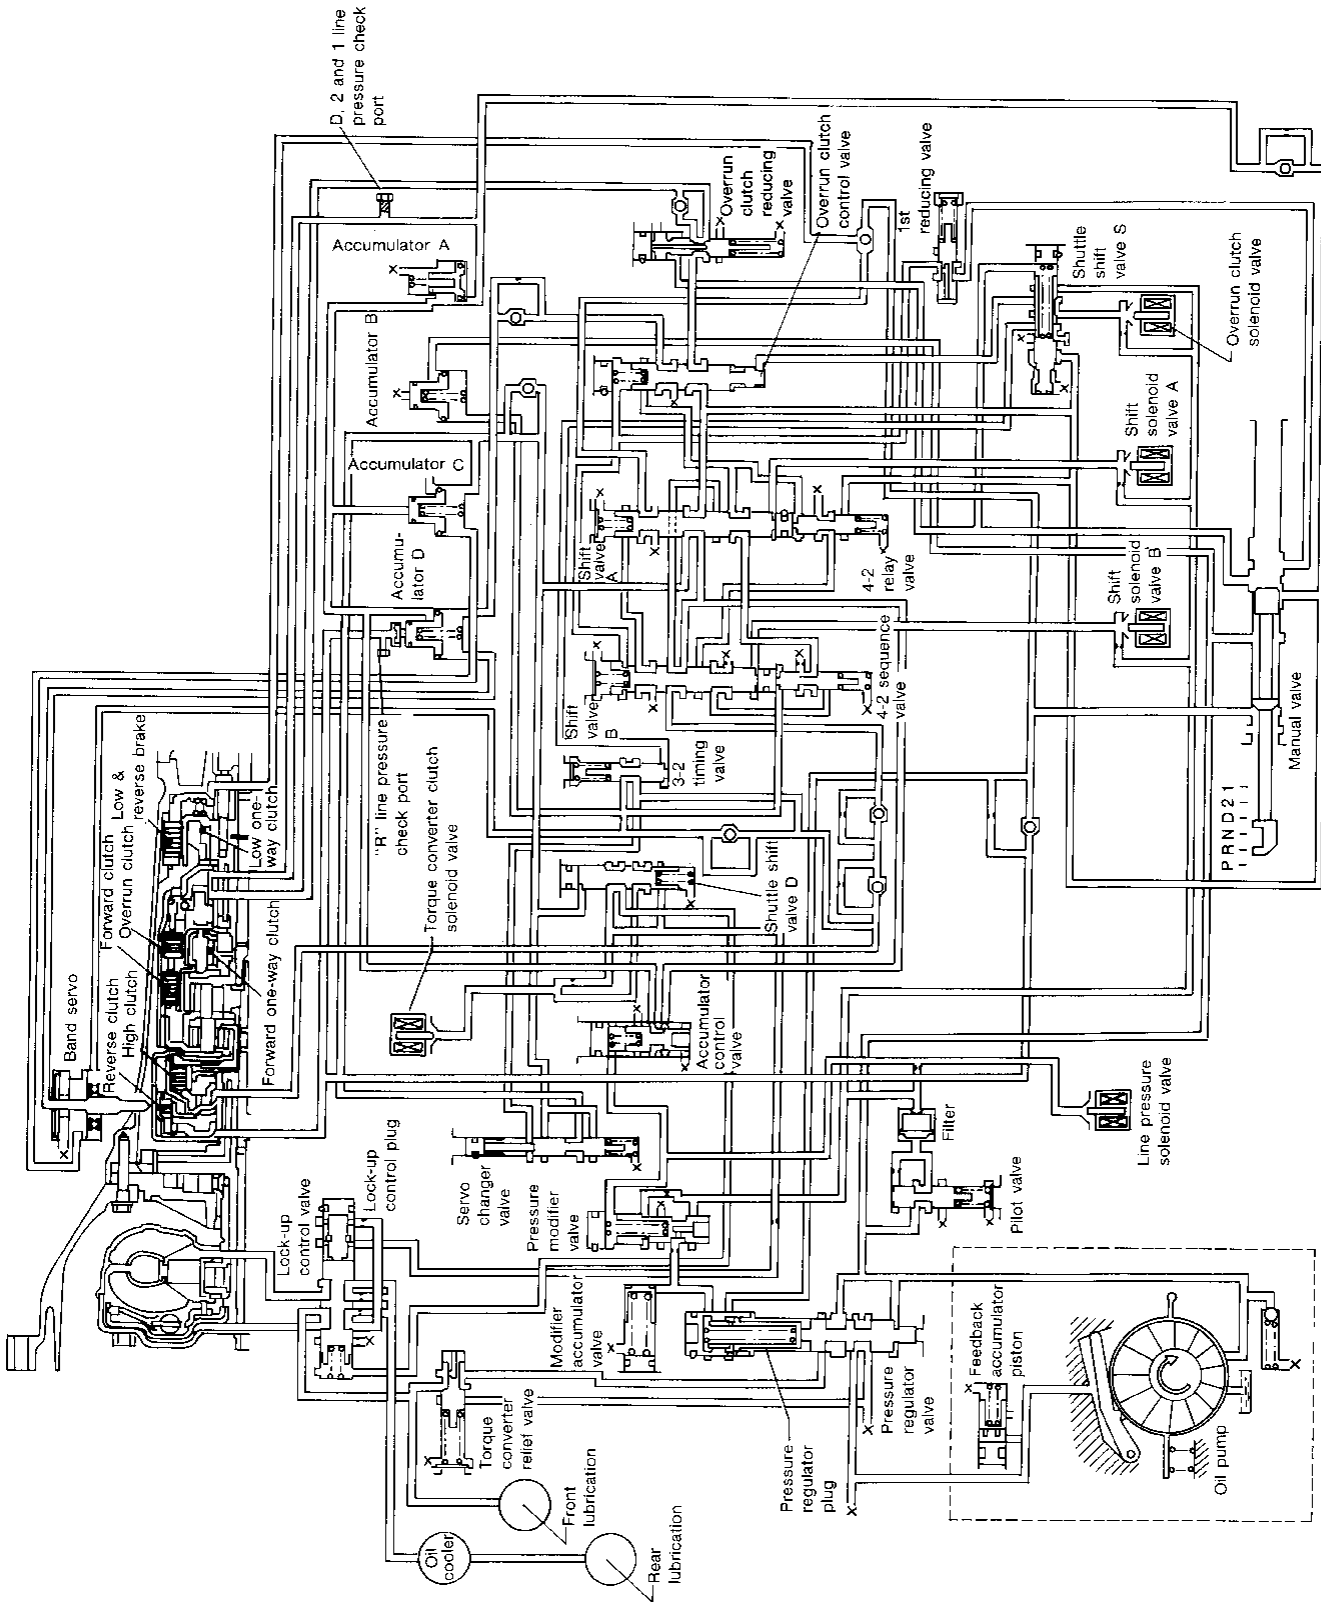 D, 2 and 1 line
pressure check
port
Accumulator A
Accumulator B
Accumulator C
Accumu-
lator D
Overrun
clutch
reducing
valve
Overrun clutch
control valve
1st
reducing valve
Shuttle
shift
valve S
Overrun clutch
solenoid valve
Shift
solenoid
valve A
Shift
solenoid
valve B
Shift
valve
A
4-2
relay
valve
Shift
valve
B
4-2 sequence
valve
3-2
timing
valve
Manual valve
P R N D 2 1
Shuttle shift
valve D
"R" line pressure
check port
Torque converter clutch
solenoid valve
Low &
reverse brake
Low one-
way clutch
Forward clutch
Overrun clutch
Forward one-way clutch
Band servo
Reverse clutch
High clutch
Accumulator
control
valve
Filter
Line pressure
solenoid valve
Pilot valve
Servo
changer
valve
Pressure
modifier
valve
Lock-up
control valve
Lock-up
control plug
Modifier
accumulator
valve
Torque
converter
relief valve
Pressure
regulator
valve
Pressure
regulator
plug
Feedback
accumulator
piston
Oil pump
Front
lubrication
Oil
cooler
Rear
lubrication